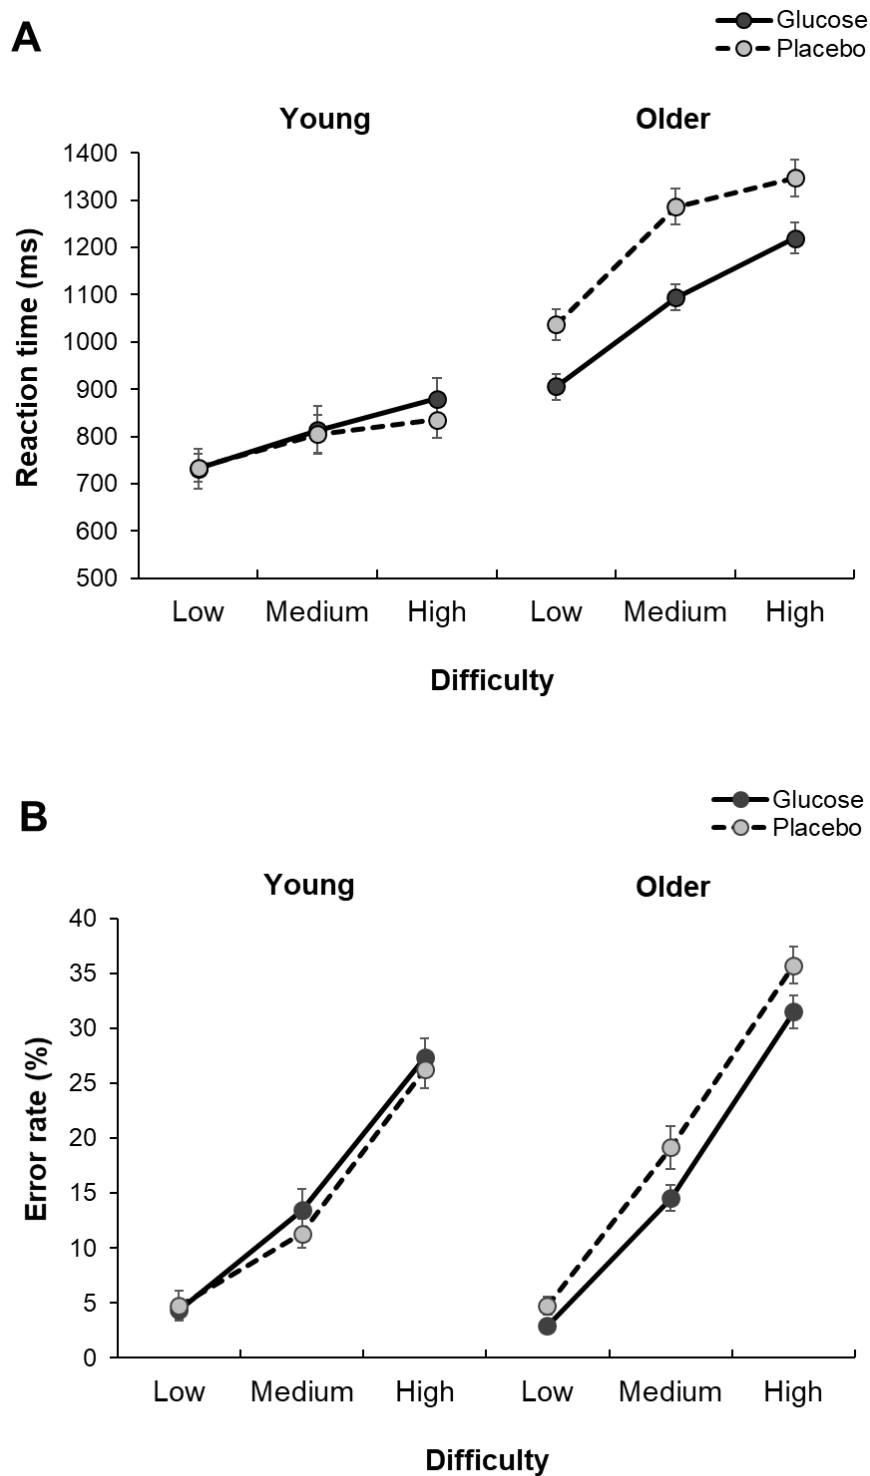 A
Glucose
Placebo
Young
Older
Reaction time (ms)
1400
1300
1200
1100
1000
900
800
700
600
500
Low Medium High Low Medium High
Difficulty
B
Glucose
Placebo
Young
Older
Error rate (%)
40
35
30
25
20
15
10
5
0
Low Medium High Low Medium High
Difficulty